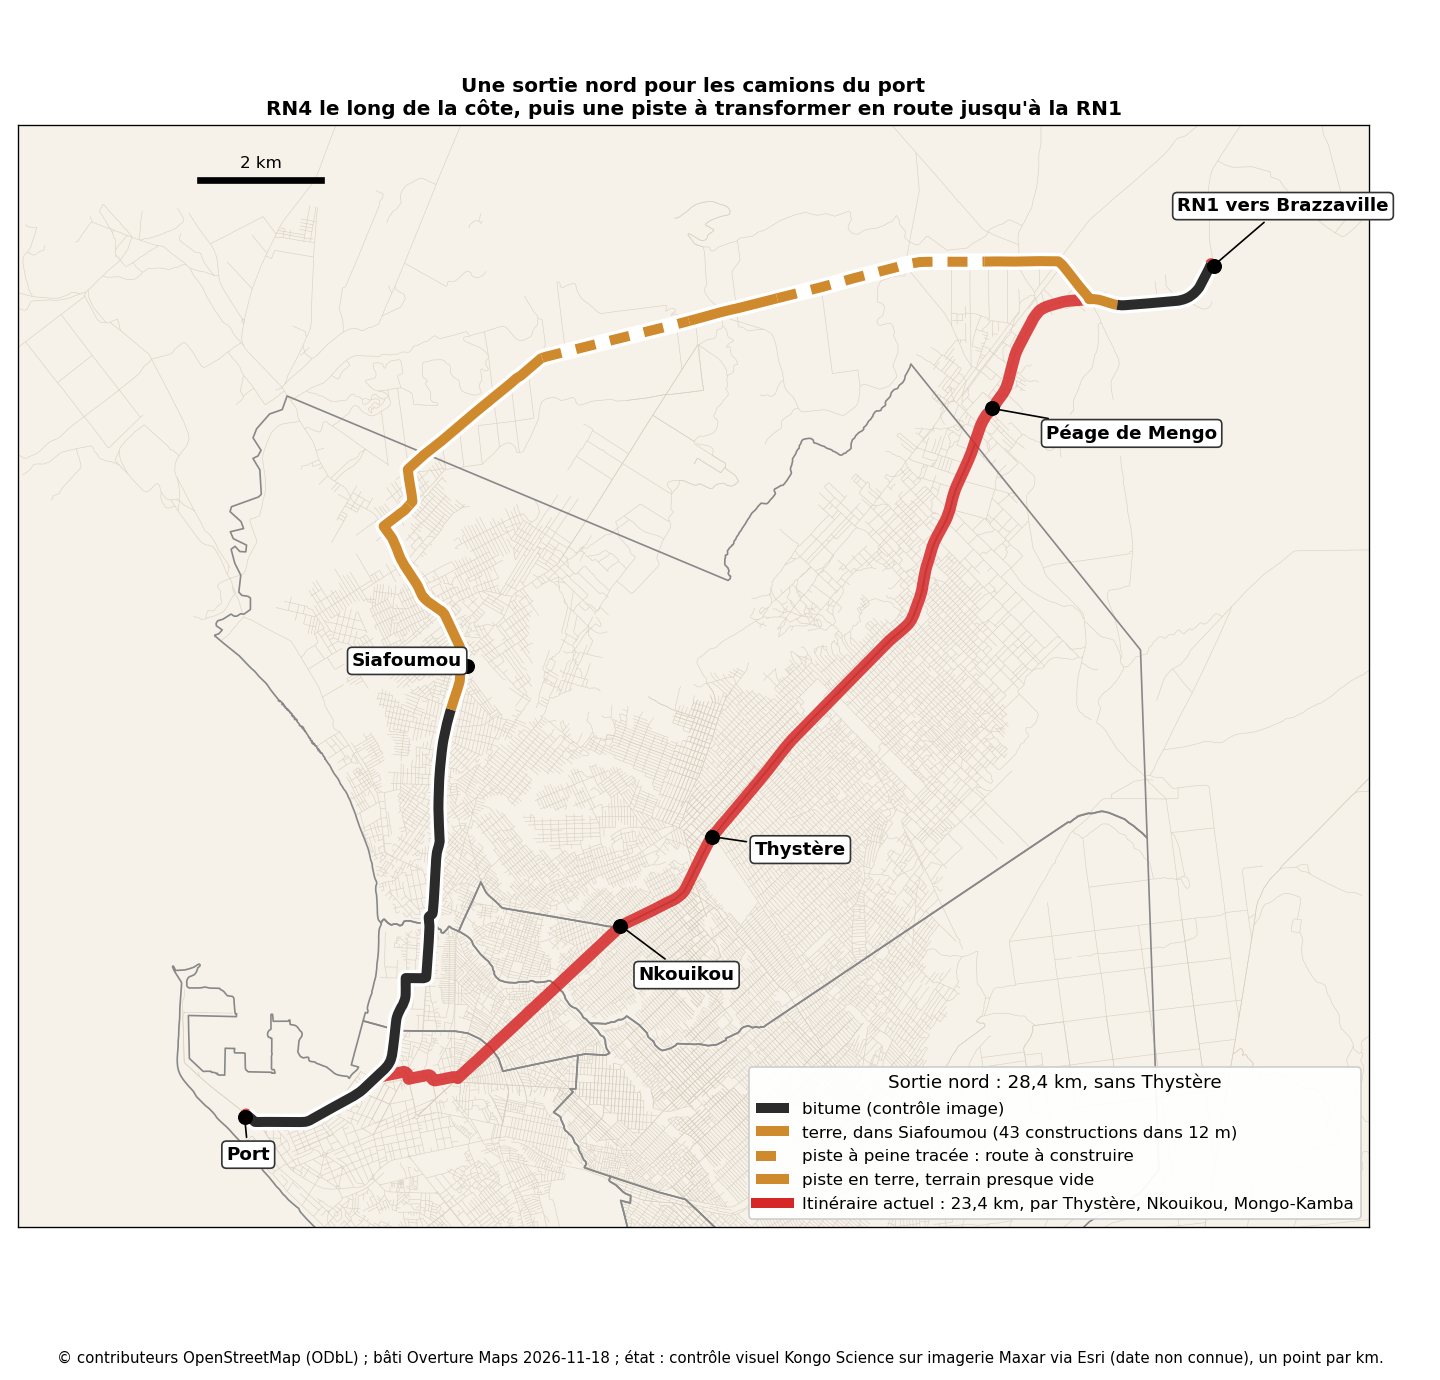 Une sortie nord pour les camions du port
RN4 le long de la côte, puis une piste à transformer en route jusqu'à la RN1
2 km
RN1 vers Brazzaville
Péage de Mengo
Siafoumou
Thystère
Nkouikou
Port
Sortie nord : 28,4 km, sans Thystère
bitume (contrôle image)
terre, dans Siafoumou (43 constructions dans 12 m)
piste à peine tracée : route à construire
piste en terre, terrain presque vide
Itinéraire actuel : 23,4 km, par Thystère, Nkouikou, Mongo-Kamba
© contributeurs OpenStreetMap (ODbL) ; bâti Overture Maps 2026-11-18 ; état : contrôle visuel Kongo Science sur imagerie Maxar via Esri (date non connue), un point par km.